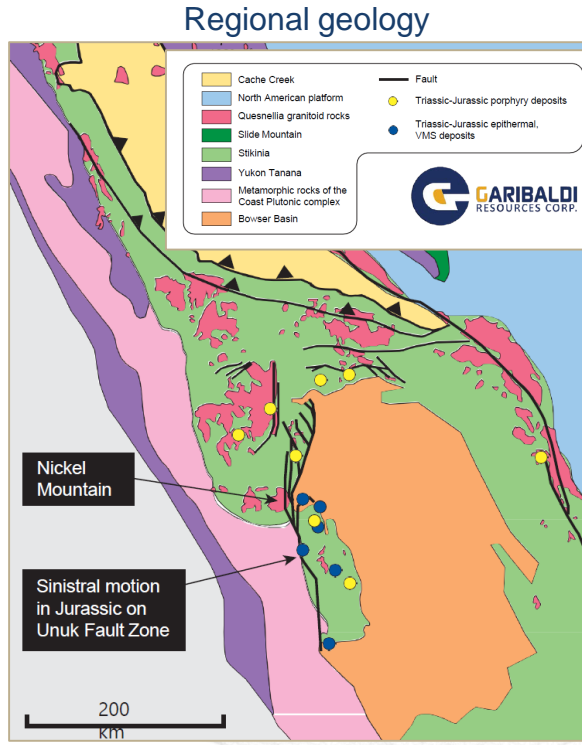 Regional geology
Cache Creek
North American platform
Quesnellia granitoid rocks
Slide Mountain
Stikinia
Yukon Tanana
Metamorphic rocks of the
Coast Plutonic complex
Bowser Basin
Fault
Triassic-Jurassic porphyry deposits
Triassic-Jurassic epithermal,
VMS deposits
GARIBALDI
RESOURCES CORP.
Nickel
Mountain
Sinistral motion
in Jurassic on
Unuk Fault Zone
200
km